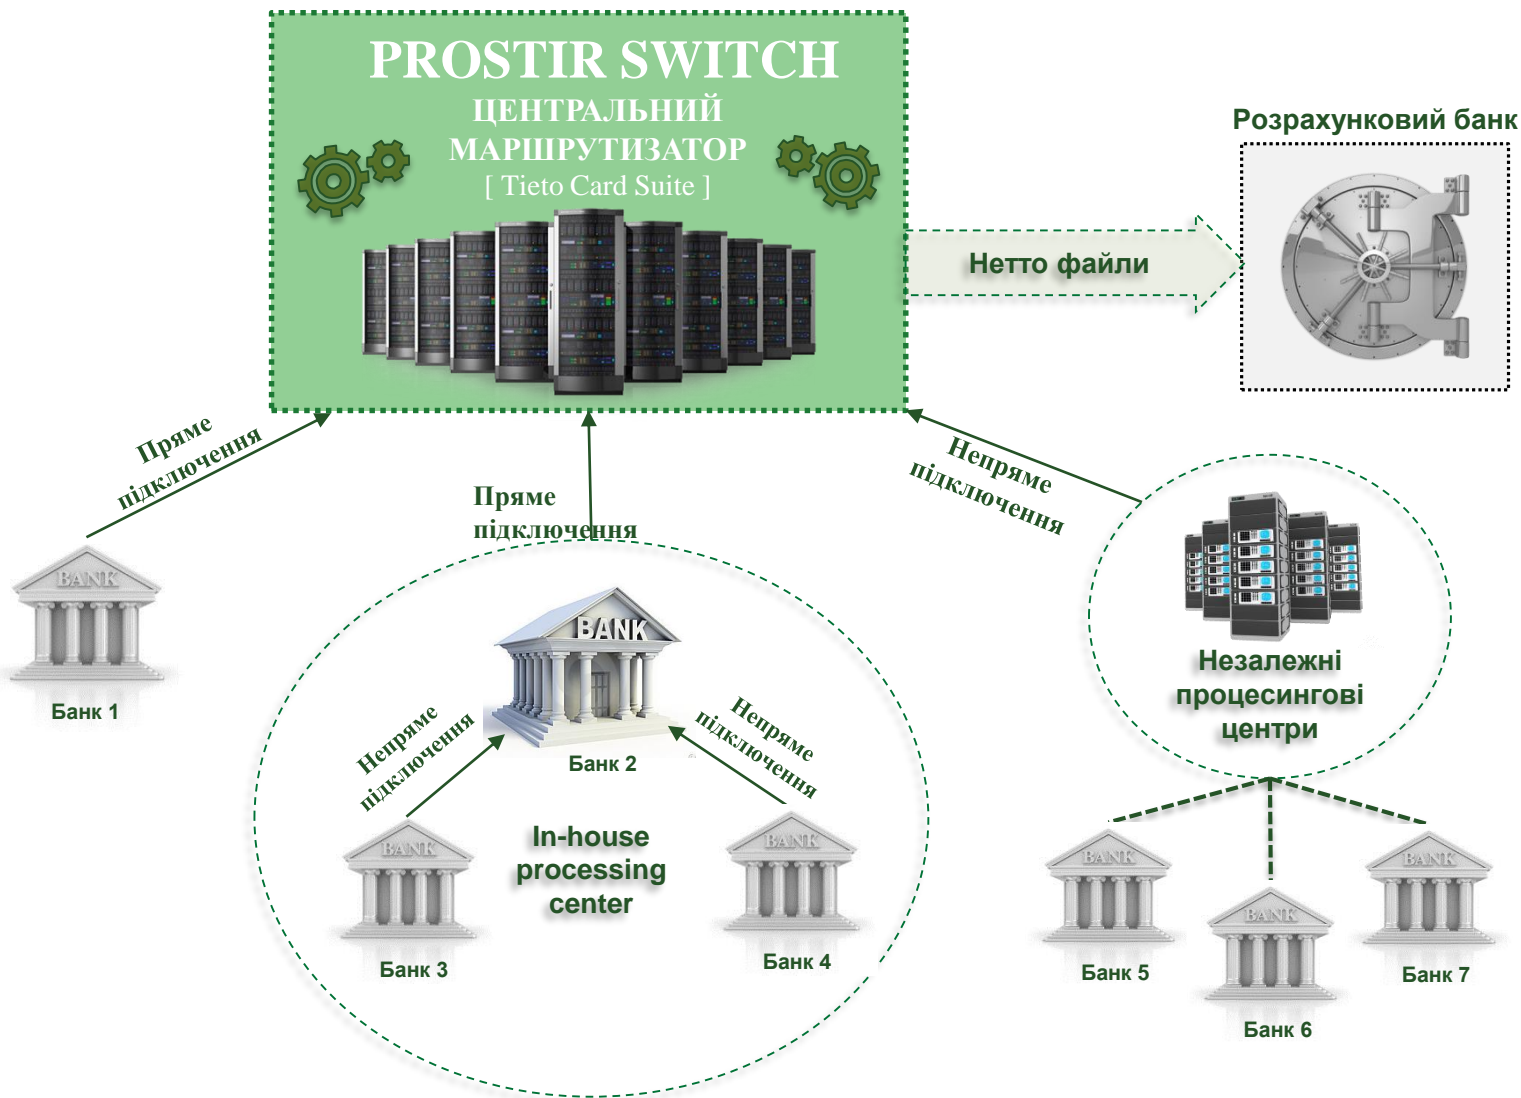 PROSTIR SWITCH
ЦЕНТРАЛЬНИЙ
МАРШРУТИЗАТОР
[ Tieto Card Suite ]
Розрахунковий банк
Нетто файли
Пряме
підключення
Пряме
підключення
Непряме
підключення
BANK
Банк 1
BANK
Банк 2
Непряме
підключення
Непряме
підключення
BANK
Банк 3
In-house
processing
center
BANK
Банк 4
Незалежні
процесингові
центри
BANK
Банк 5
BANK
Банк 6
BANK
Банк 7